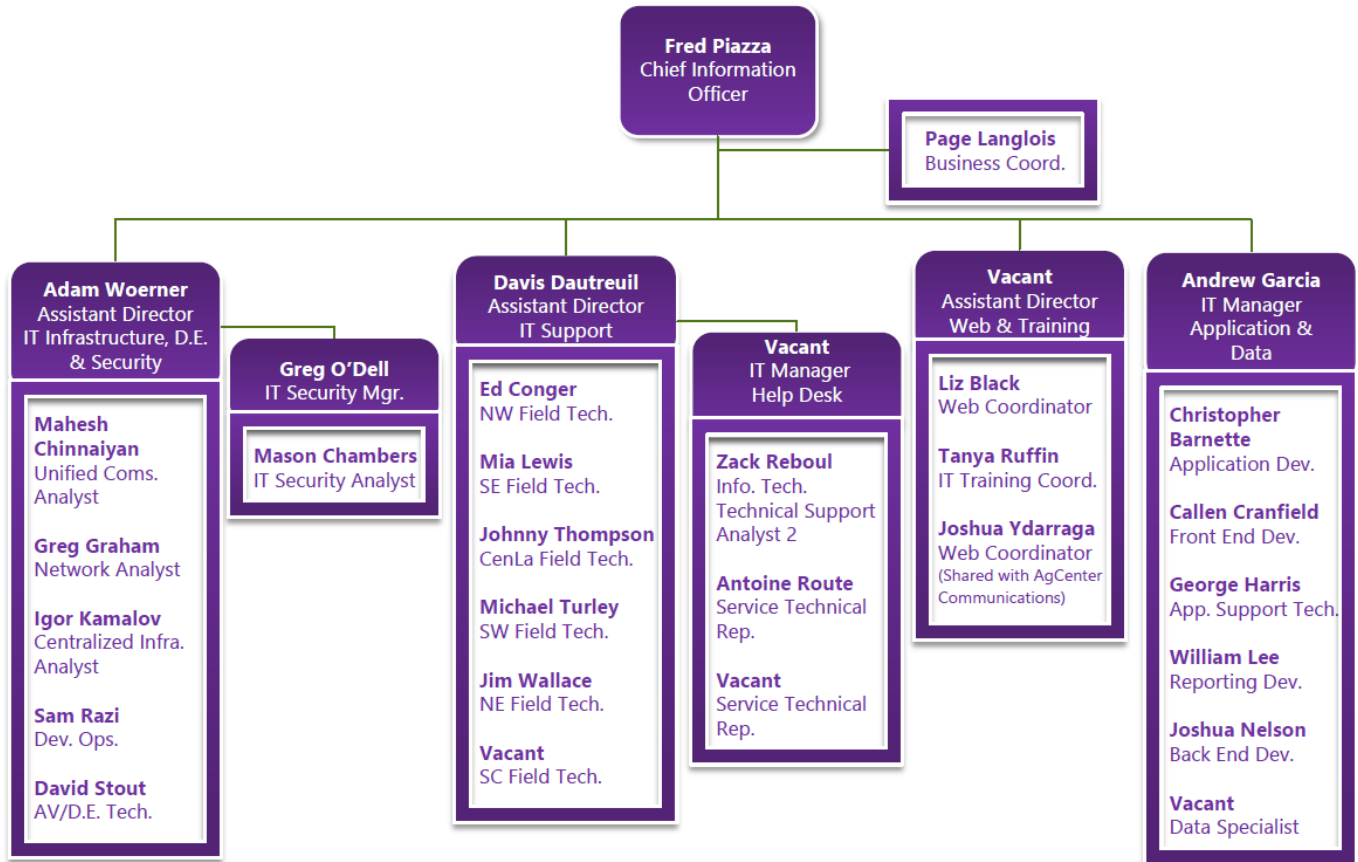 Fred Piazza
Chief Information
Officer
Page Langlois
Business Coord.
Adam Woerner
Assistant Director
IT Infrastructure, D.E.
& Security
Mahesh
Chinnaiyan
Unified Coms.
Analyst
Greg Graham
Network Analyst
Igor Kamalov
Centralized Infra.
Analyst
Sam Razi
Dev. Ops.
David Stout
AV/D.E. Tech.
Greg O’Dell
IT Security Mgr.
Mason Chambers
IT Security Analyst
Davis Dautreuil
Assistant Director
IT Support
Ed Conger
NW Field Tech.
Mia Lewis
SE Field Tech.
Johnny Thompson
CenLa Field Tech.
Michael Turley
SW Field Tech.
Jim Wallace
NE Field Tech.
Vacant
SC Field Tech.
Vacant
IT Manager
Help Desk
Zack Reboul
Info. Tech.
Technical Support
Analyst 2
Antoine Route
Service Technical
Rep.
Vacant
Service Technical
Rep.
Vacant
Assistant Director
Web & Training
Liz Black
Web Coordinator
Tanya Ruffin
IT Training Coord.
Joshua Ydarraga
Web Coordinator
(Shared with AgCenter
Communications)
Andrew Garcia
IT Manager
Application &
Data
Christopher
Barnette
Application Dev.
Callen Cranfield
Front End Dev.
George Harris
App. Support Tech.
William Lee
Reporting Dev.
Joshua Nelson
Back End Dev.
Vacant
Data Specialist